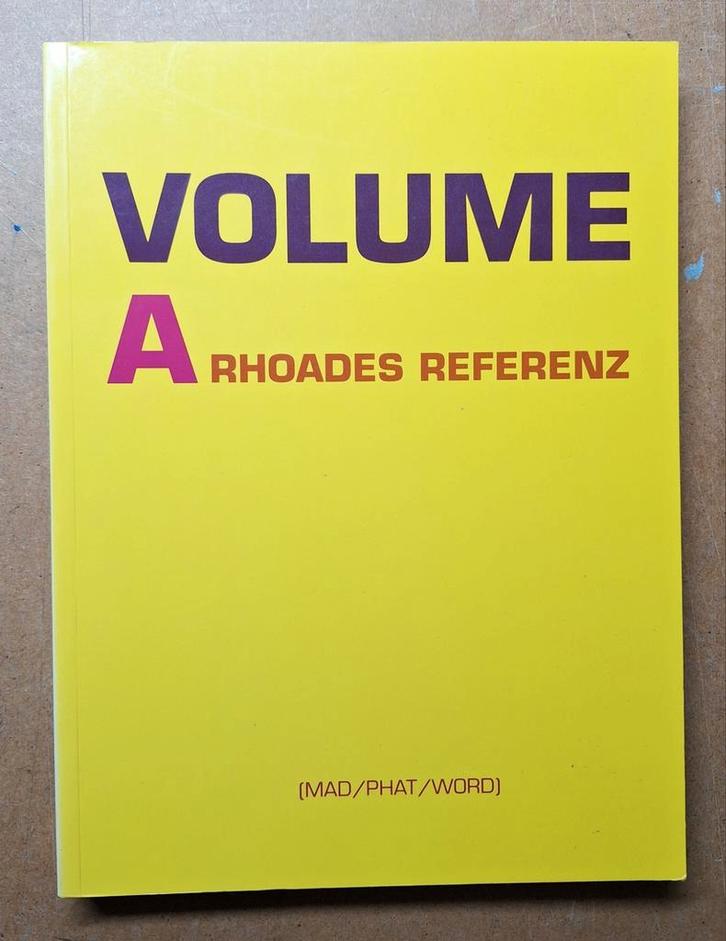 VOLUME
A RHOADES REFERENZ
(MAD/PHAT/WORD)